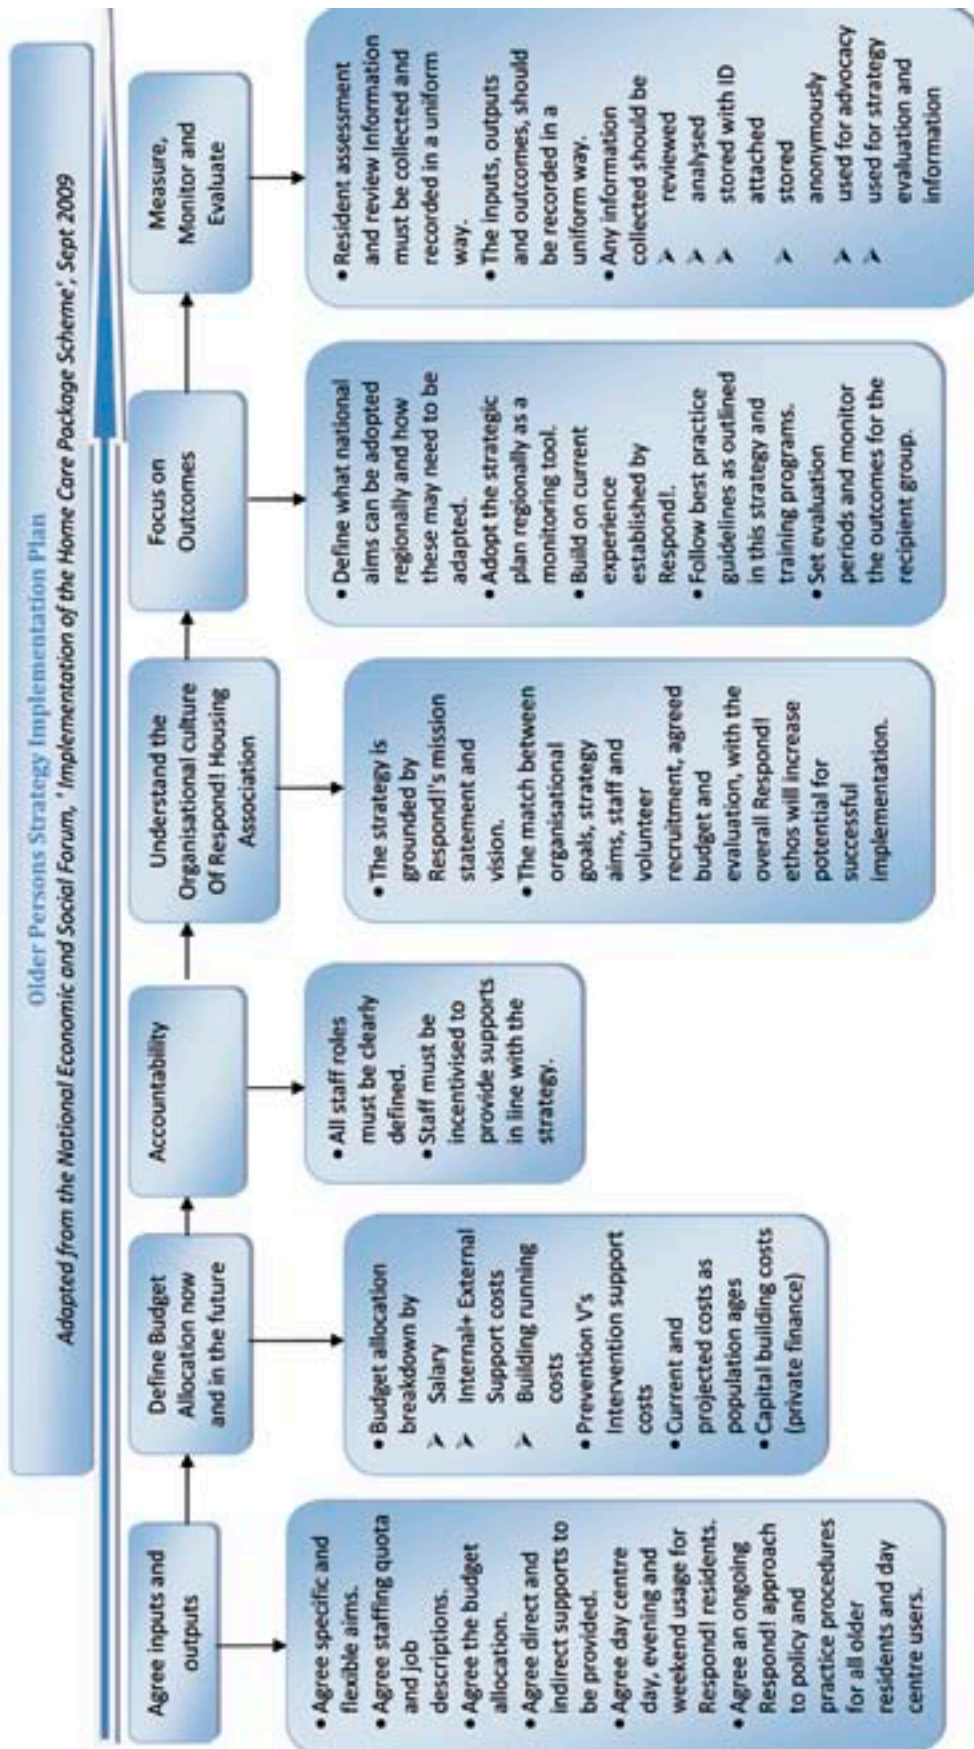 Older Persons Strategy Implementation Plan
Adapted from the National Economic and Social Forum, 'Implementation of the Home Care Package Scheme', Sept 2009
Agree inputs and
outputs
• Agree specific and
flexible aims.
• Agree staffing quota
and job
descriptions.
• Agree the budget
allocation.
• Agree direct and
indirect supports to
be provided.
• Agree day centre
day, evening and
weekend usage for
Respond! residents.
• Agree an ongoing
Respond! approach
to policy and
practice procedures
for all older
residents and day
centre users.
Define Budget
Allocation now
and in the future
• Budget allocation
breakdown by
➤ Salary
➤ Internal+ External
Support costs
➤ Building running
costs
• Prevention V's
Intervention support
costs
• Current and
projected costs as
population ages
• Capital building costs
(private finance)
Accountability
• All staff roles
must be clearly
defined.
• Staff must be
incentivised to
provide supports
in line with the
strategy.
Understand the
Organisational culture
Of Respond! Housing
Association
• The strategy is
grounded by
Respond!'s mission
statement and
vision.
• The match between
organisational
goals, strategy
aims, staff and
volunteer
recruitment, agreed
budget and
evaluation, with the
overall Respond!
ethos will increase
potential for
successful
implementation.
Focus on
Outcomes
• Define what national
aims can be adopted
regionally and how
these may need to be
adapted.
• Adopt the strategic
plan regionally as a
monitoring tool.
• Build on current
experience
established by
Respond!.
• Follow best practice
guidelines as outlined
in this strategy and
training programs.
• Set evaluation
periods and monitor
the outcomes for the
recipient group.
Measure,
Monitor and
Evaluate
• Resident assessment
and review Information
must be collected and
recorded in a uniform
way.
• The inputs, outputs
and outcomes, should
be recorded in a
uniform way.
• Any information
collected should be
➤ reviewed
➤ analysed
➤ stored with ID
attached
➤ stored
anonymously
➤ used for advocacy
➤ used for strategy
evaluation and
information